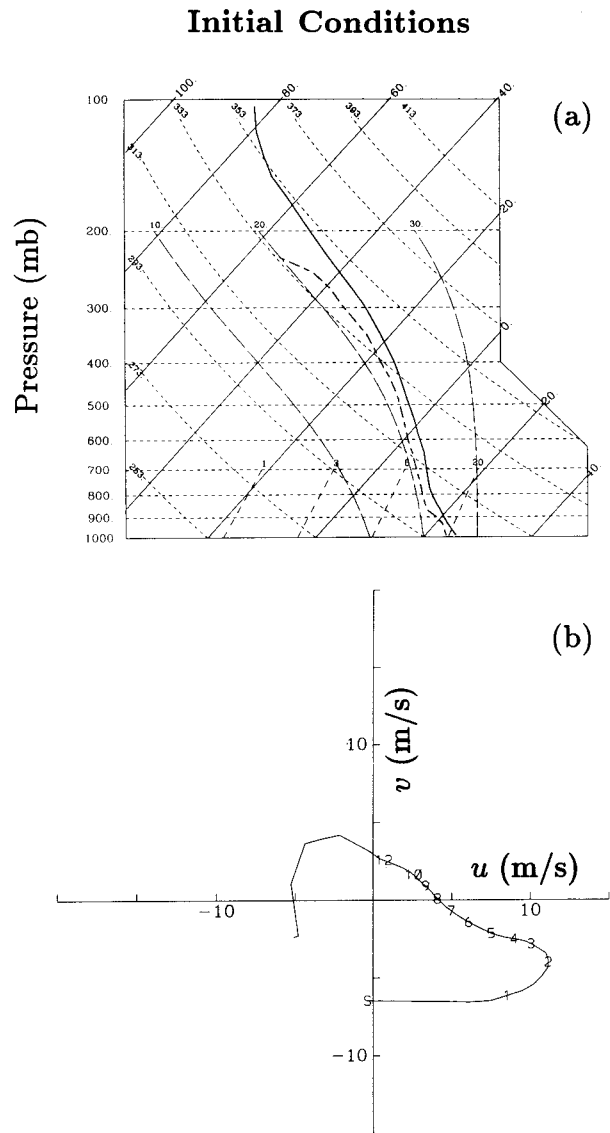 Initial Conditions
(a)
100. 80. 60. 40.
100
333. 353. 373. 393. 413.
313.
20.
200.
10 20 30
293.
300.
0.
400.
273.
500.
20.
600.
1 3 8 20
700.
263.
10.
800.
900.
1000
Pressure (mb)
(b)
10
v (m/s)
12 10 9 8 7 6 5 4 3 2 1 S
u (m/s)
-10 10
-10